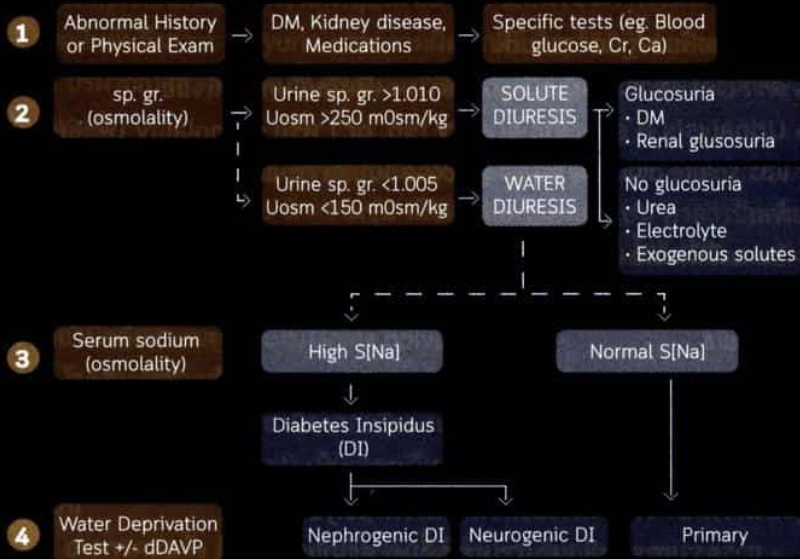 1
Abnormal History
or Physical Exam
DM, Kidney disease,
Medications
Specific tests (eg. Blood
glucose, Cr, Ca)
2
sp. gr.
(osmolality)
Urine sp. gr. >1.010
Uosm >250 m0sm/kg
SOLUTE
DIURESIS
Glucosuria
· DM
· Renal glusosuria
Urine sp. gr. <1.005
Uosm <150 m0sm/kg
WATER
DIURESIS
No glucosuria
· Urea
· Electrolyte
· Exogenous solutes
3
Serum sodium
(osmolality)
High S[Na]
Normal S[Na]
Diabetes Insipidus
(DI)
4
Water Deprivation
Test +/- dDAVP
Nephrogenic DI
Neurogenic DI
Primary